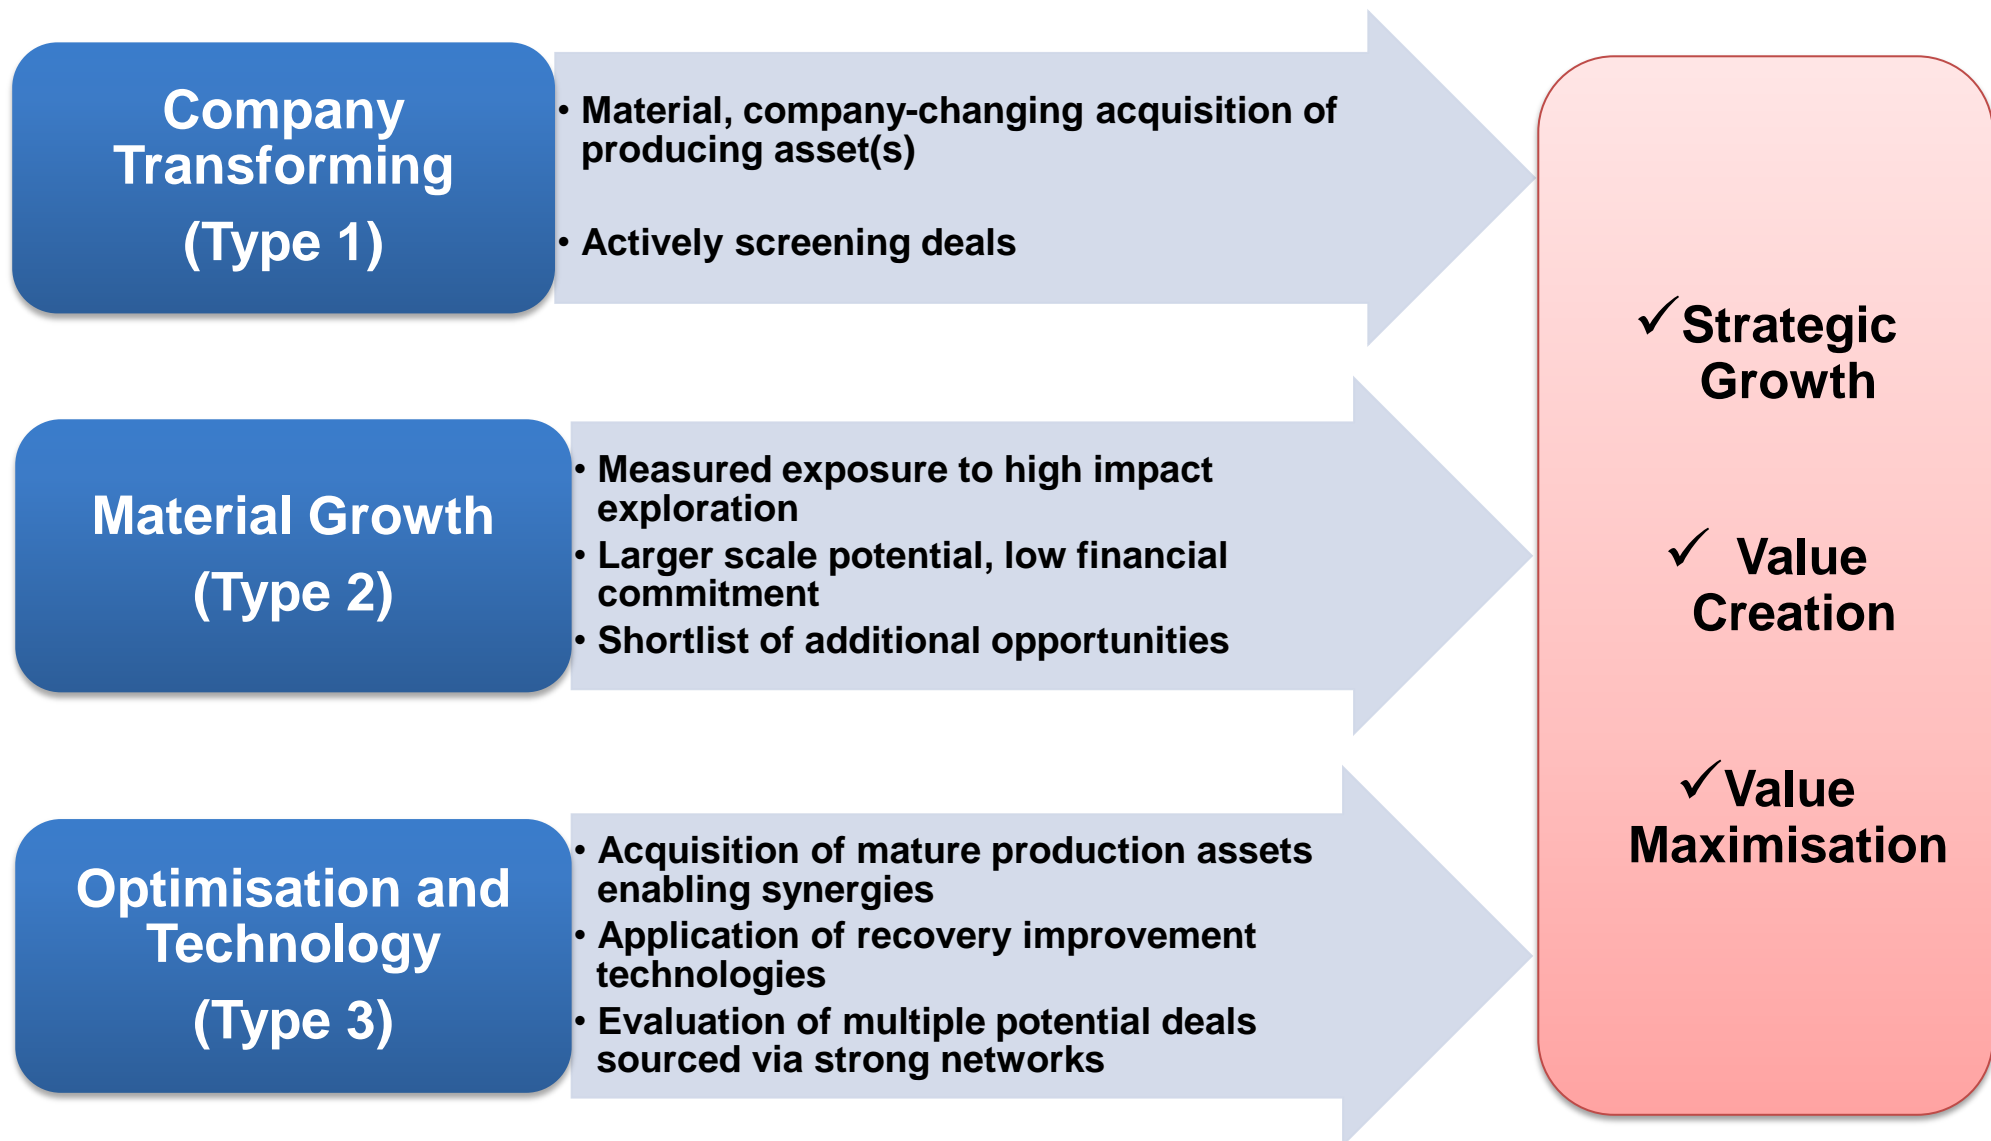 Company
Transforming
(Type 1)
• Material, company-changing acquisition of
producing asset(s)
• Actively screening deals
Material Growth
(Type 2)
• Measured exposure to high impact
exploration
• Larger scale potential, low financial
commitment
• Shortlist of additional opportunities
Optimisation and
Technology
(Type 3)
• Acquisition of mature production assets
enabling synergies
• Application of recovery improvement
technologies
• Evaluation of multiple potential deals
sourced via strong networks
✓Strategic
Growth
✓ Value
Creation
✓Value
Maximisation